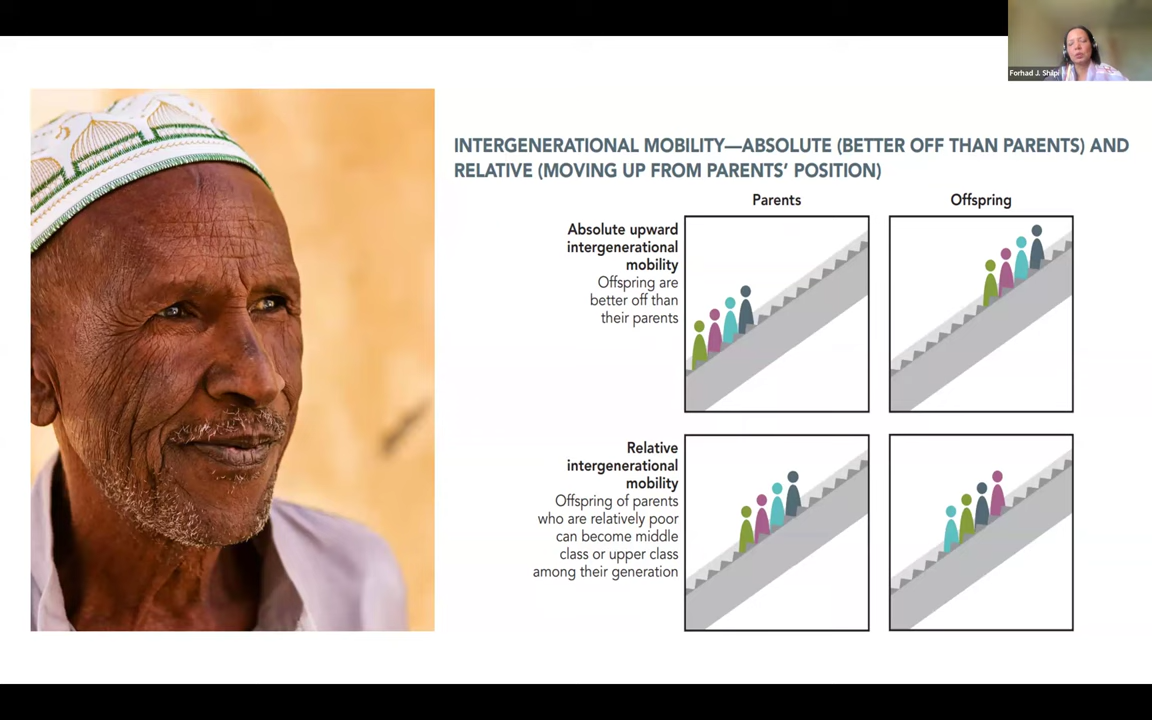 Forhad J. Shilpi
INTERGENERATIONAL MOBILITY—ABSOLUTE (BETTER OFF THAN PARENTS) AND
RELATIVE (MOVING UP FROM PARENTS' POSITION)
Parents
Offspring
Absolute upward
intergenerational
mobility
Offspring are
better off than
their parents
Relative
intergenerational
mobility
Offspring of parents
who are relatively poor
can become middle
class or upper class
among their generation